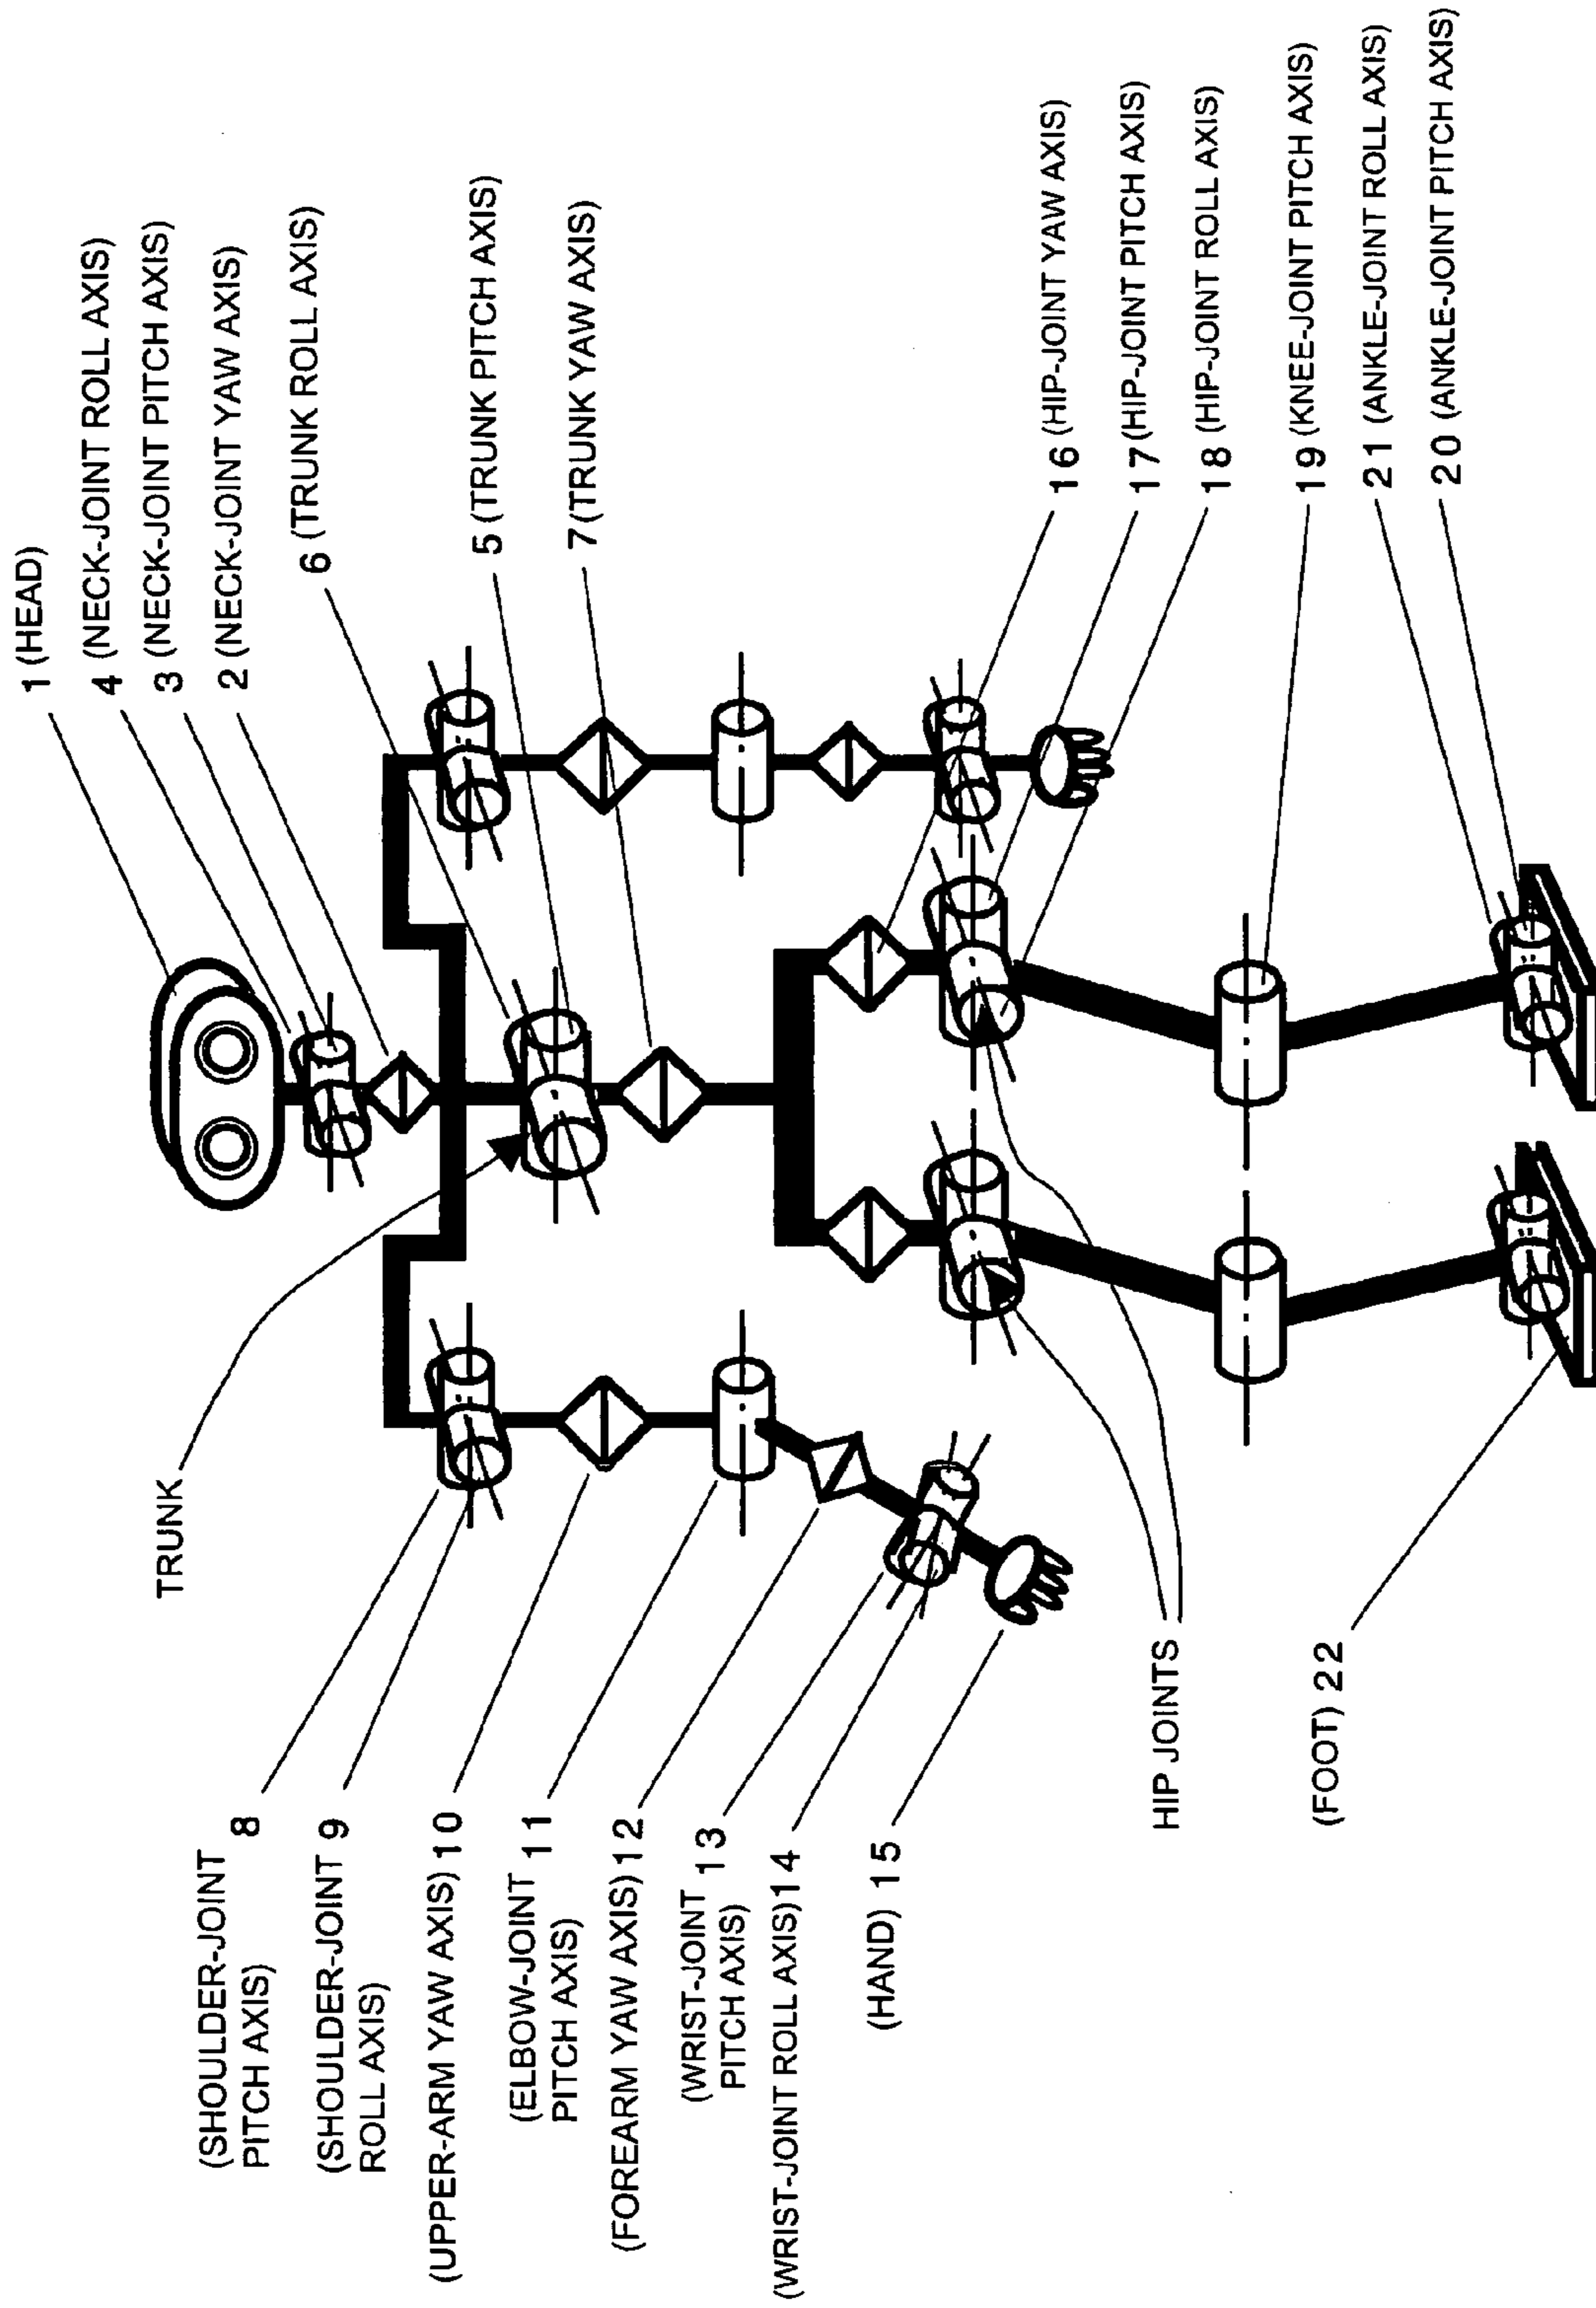 1 (HEAD)
4 (NECK-JOINT ROLL AXIS)
3 (NECK-JOINT PITCH AXIS)
2 (NECK-JOINT YAW AXIS)
6 (TRUNK ROLL AXIS)
5 (TRUNK PITCH AXIS)
7 (TRUNK YAW AXIS)
16 (HIP-JOINT YAW AXIS)
17 (HIP-JOINT PITCH AXIS)
18 (HIP-JOINT ROLL AXIS)
19 (KNEE-JOINT PITCH AXIS)
21 (ANKLE-JOINT ROLL AXIS)
20 (ANKLE-JOINT PITCH AXIS)
TRUNK
(SHOULDER-JOINT
PITCH AXIS) 8
(SHOULDER-JOINT 9
ROLL AXIS)
(UPPER-ARM YAW AXIS) 10
(ELBOW-JOINT 11
PITCH AXIS)
(FOREARM YAW AXIS) 12
(WRIST-JOINT 13
PITCH AXIS)
(WRIST-JOINT ROLL AXIS) 14
(HAND) 15
HIP JOINTS
(FOOT) 22